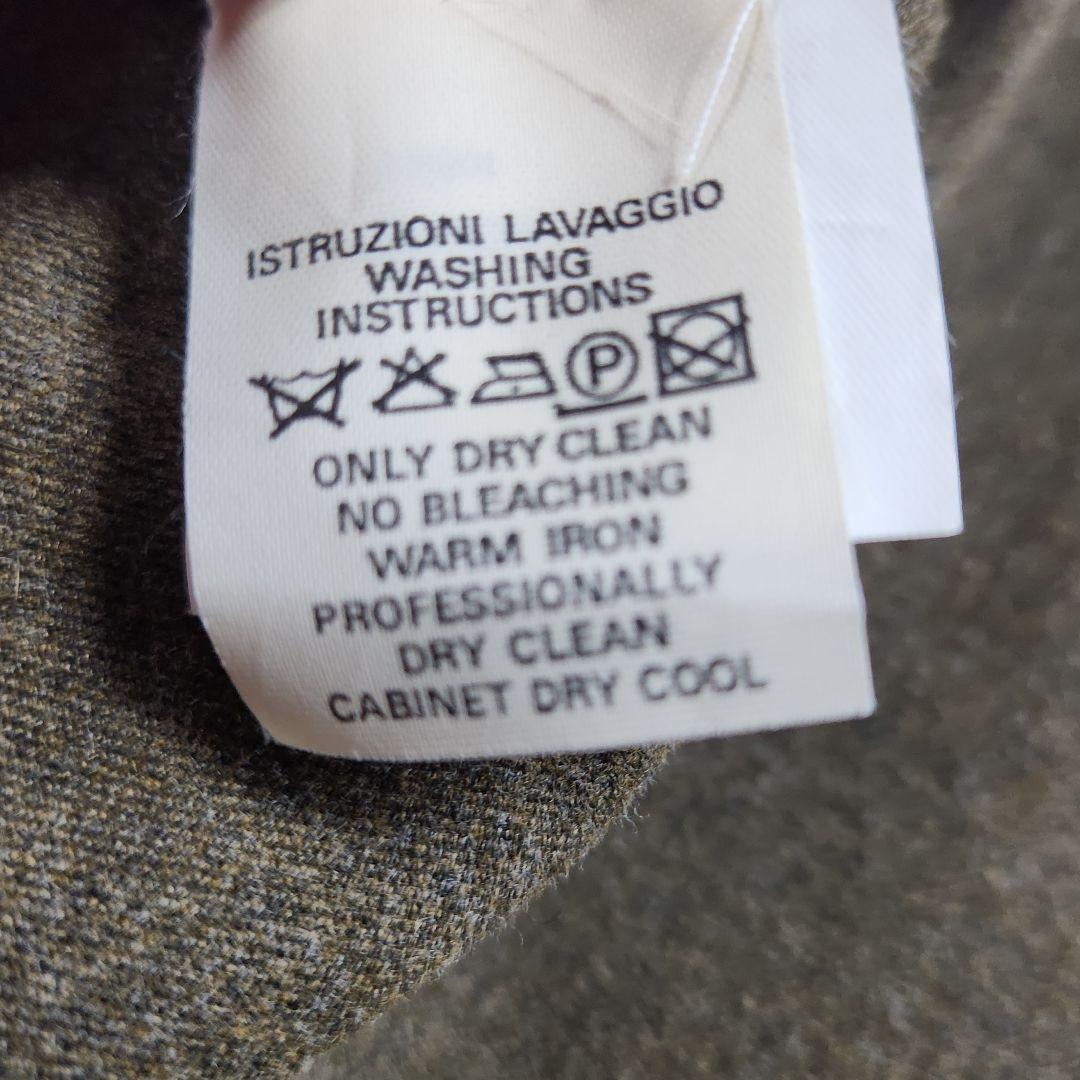 ISTRUZIONI LAVAGGIO
WASHING
INSTRUCTIONS
P
ONLY DRY CLEAN
NO BLEACHING
WARM IRON
PROFESSIONALLY
DRY CLEAN
CABINET DRY COOL